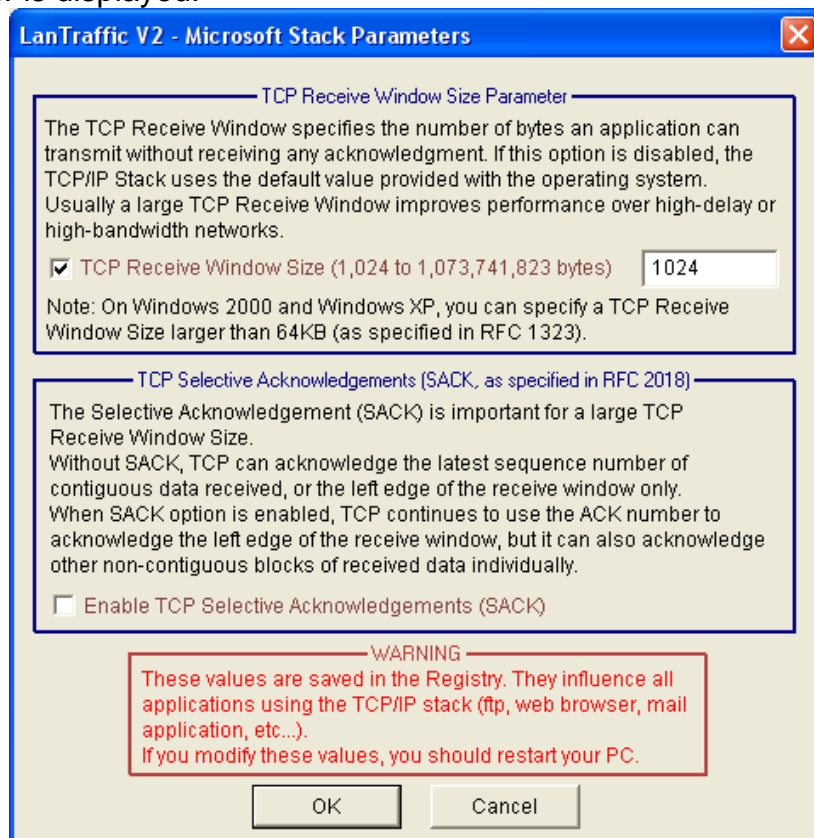 is displayed.
LanTraffic V2 - Microsoft Stack Parameters
TCP Receive Window Size Parameter
The TCP Receive Window specifies the number of bytes an application can
transmit without receiving any acknowledgment. If this option is disabled, the
TCP/IP Stack uses the default value provided with the operating system.
Usually a large TCP Receive Window improves performance over high-delay or
high-bandwidth networks.
TCP Receive Window Size (1,024 to 1,073,741,823 bytes) 1024
Note: On Windows 2000 and Windows XP, you can specify a TCP Receive
Window Size larger than 64KB (as specified in RFC 1323).
TCP Selective Acknowledgements (SACK, as specified in RFC 2018)
The Selective Acknowledgement (SACK) is important for a large TCP
Receive Window Size.
Without SACK, TCP can acknowledge the latest sequence number of
contiguous data received, or the left edge of the receive window only.
When SACK option is enabled, TCP continues to use the ACK number to
acknowledge the left edge of the receive window, but it can also acknowledge
other non-contiguous blocks of received data individually.
Enable TCP Selective Acknowledgements (SACK)
WARNING
These values are saved in the Registry. They influence all
applications using the TCP/IP stack (ftp, web browser, mail
application, etc...).
If you modify these values, you should restart your PC.
OK Cancel